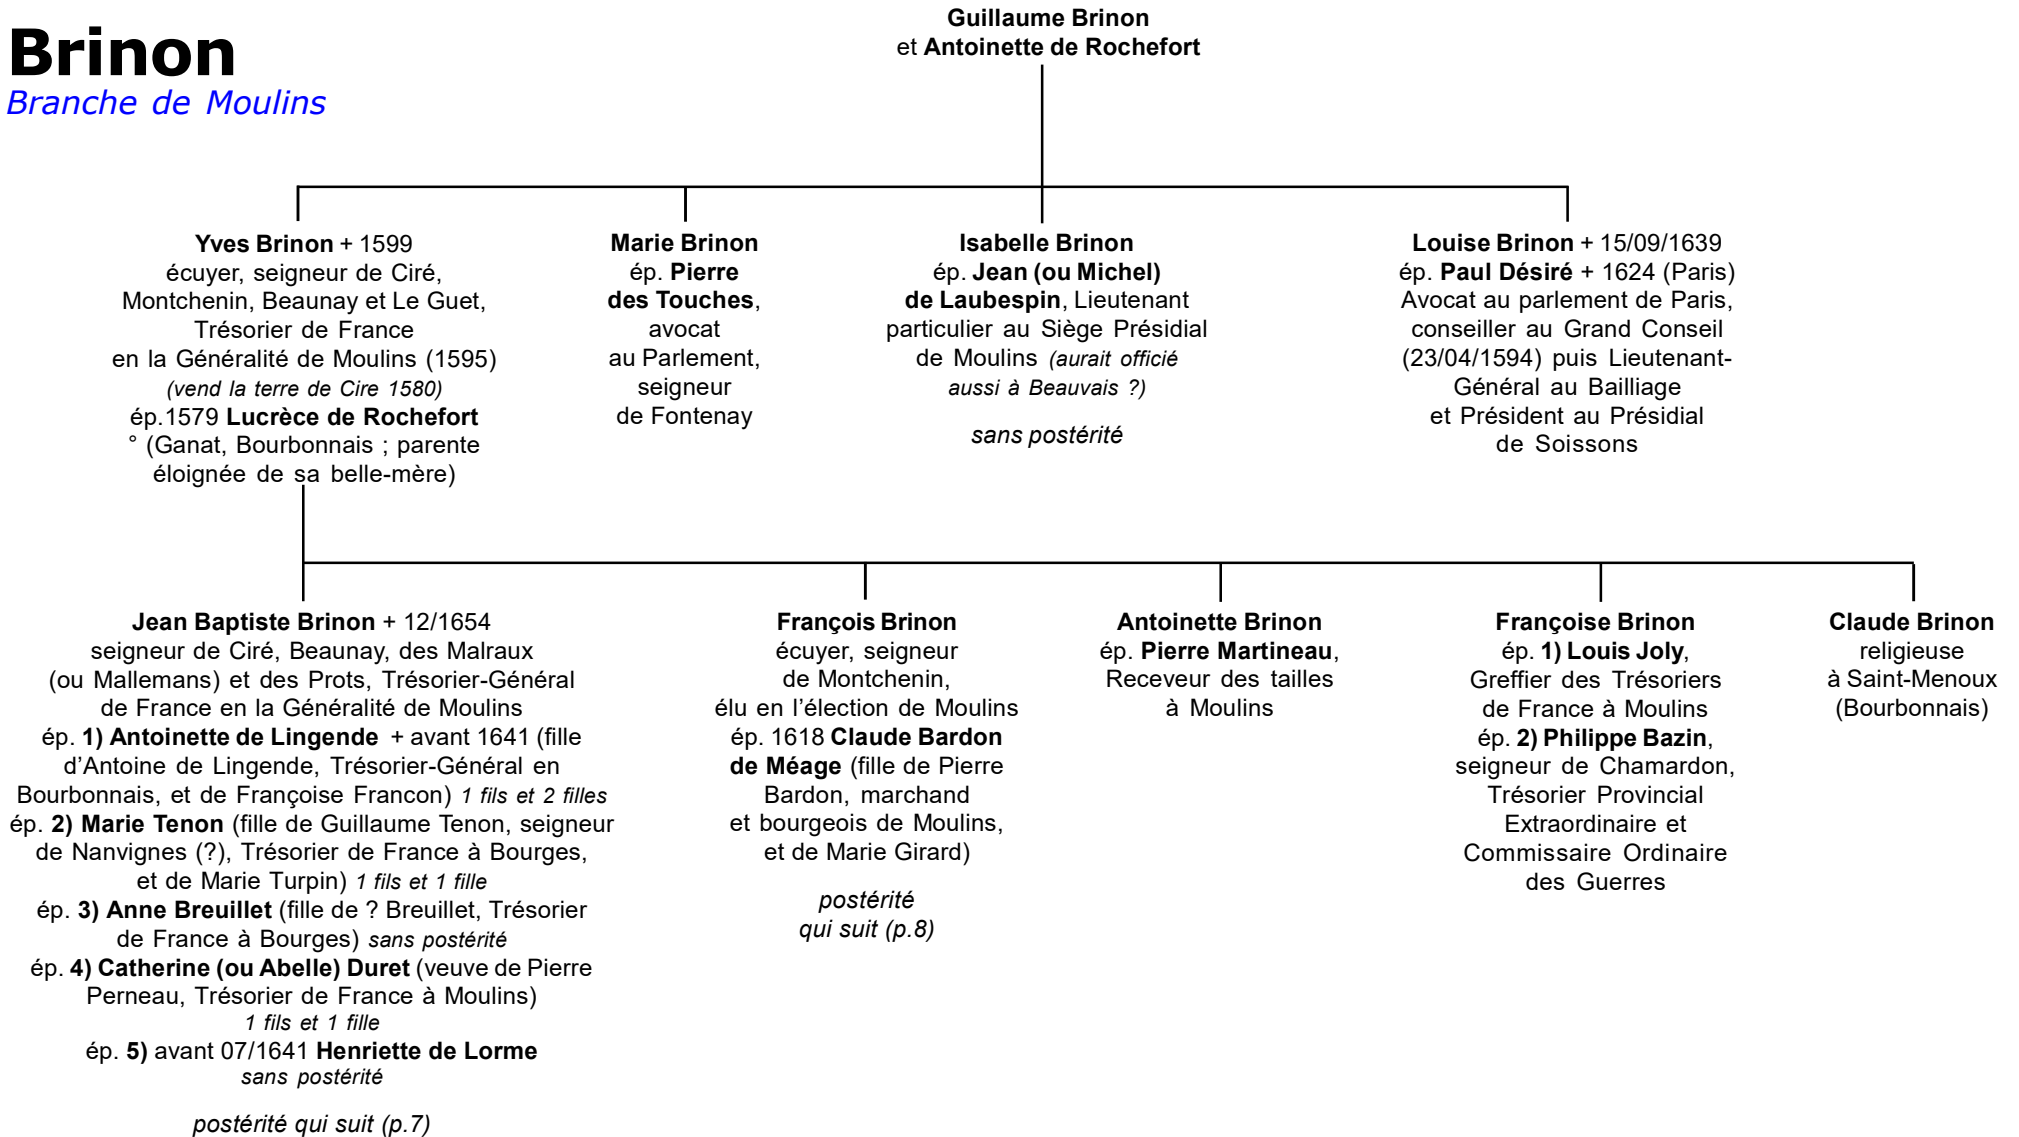 Brinon
Branche de Moulins
Guillaume Brinon
et Antoinette de Rochefort
Yves Brinon + 1599
écuyer, seigneur de Ciré,
Montchenin, Beaunay et Le Guet,
Trésorier de France
en la Généralité de Moulins (1595)
(vend la terre de Cire 1580)
ép.1579 Lucrèce de Rochefort
° (Ganat, Bourbonnais ; parente
éloignée de sa belle-mère)
Marie Brinon
ép. Pierre
des Touches,
avocat
au Parlement,
seigneur
de Fontenay
Isabelle Brinon
ép. Jean (ou Michel)
de Laubespin, Lieutenant
particulier au Siège Présidial
de Moulins (aurait officié
aussi à Beauvais ?)
sans postérité
Louise Brinon + 15/09/1639
ép. Paul Désiré + 1624 (Paris)
Avocat au parlement de Paris,
conseiller au Grand Conseil
(23/04/1594) puis Lieutenant-
Général au Bailliage
et Président au Présidial
de Soissons
Jean Baptiste Brinon + 12/1654
seigneur de Ciré, Beaunay, des Malraux
(ou Mallemans) et des Prots, Trésorier-Général
de France en la Généralité de Moulins
ép. 1) Antoinette de Lingende + avant 1641 (fille
d'Antoine de Lingende, Trésorier-Général en
Bourbonnais, et de Françoise Francon) 1 fils et 2 filles
ép. 2) Marie Tenon (fille de Guillaume Tenon, seigneur
de Nanvignes (?), Trésorier de France à Bourges,
et de Marie Turpin) 1 fils et 1 fille
ép. 3) Anne Breuillet (fille de ? Breuillet, Trésorier
de France à Bourges) sans postérité
ép. 4) Catherine (ou Abelle) Duret (veuve de Pierre
Perneau, Trésorier de France à Moulins)
1 fils et 1 fille
ép. 5) avant 07/1641 Henriette de Lorme
sans postérité
postérité qui suit (p.7)
François Brinon
écuyer, seigneur
de Montchenin,
élu en l'élection de Moulins
ép. 1618 Claude Bardon
de Méage (fille de Pierre
Bardon, marchand
et bourgeois de Moulins,
et de Marie Girard)
postérité
qui suit (p.8)
Antoinette Brinon
ép. Pierre Martineau,
Receveur des tailles
à Moulins
Françoise Brinon
ép. 1) Louis Joly,
Greffier des Trésoriers
de France à Moulins
ép. 2) Philippe Bazin,
seigneur de Chamardon,
Trésorier Provincial
Extraordinaire et
Commissaire Ordinaire
des Guerres
Claude Brinon
religieuse
à Saint-Menoux
(Bourbonnais)